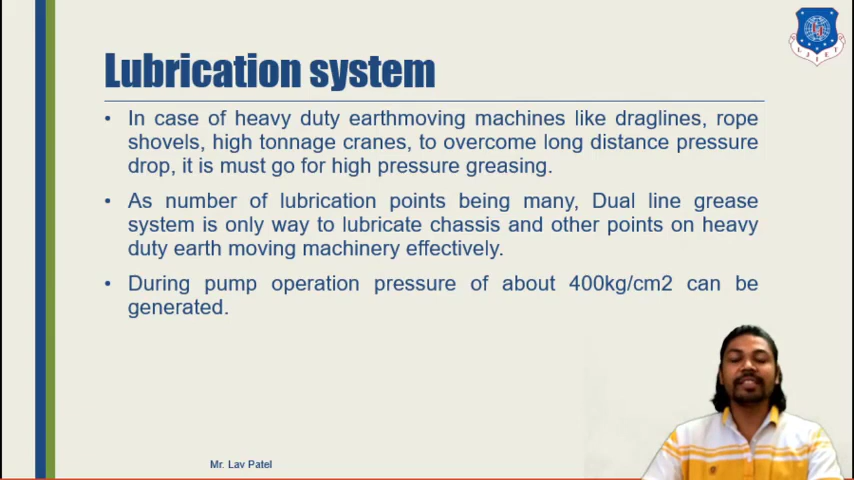 Lubrication system
• In case of heavy duty earthmoving machines like draglines, rope
shovels, high tonnage cranes, to overcome long distance pressure
drop, it is must go for high pressure greasing.
• As number of lubrication points being many, Dual line grease
system is only way to lubricate chassis and other points on heavy
duty earth moving machinery effectively.
• During pump operation pressure of about 400kg/cm2 can be
generated.
Mr. Lav Patel